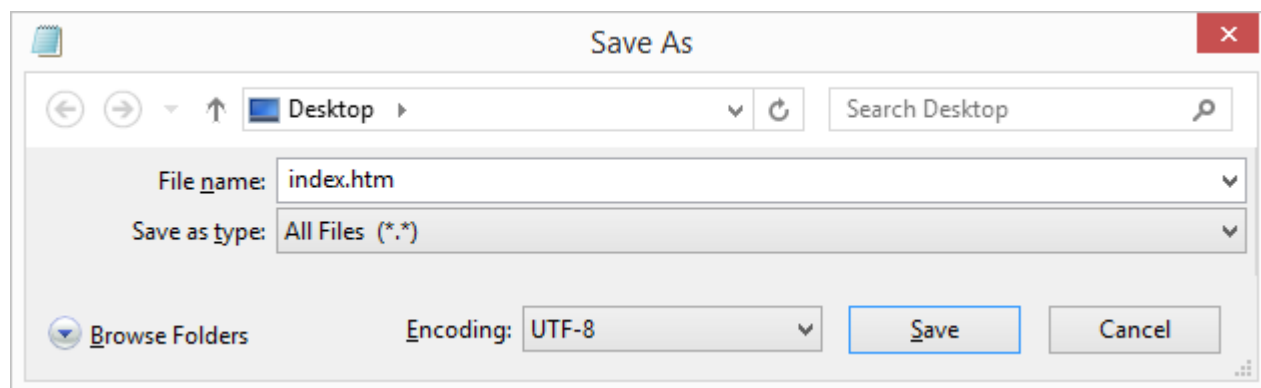 Save As
Desktop
Search Desktop
File name: index.htm
Save as type: All Files (*.*)
Browse Folders Encoding: UTF-8 Save Cancel